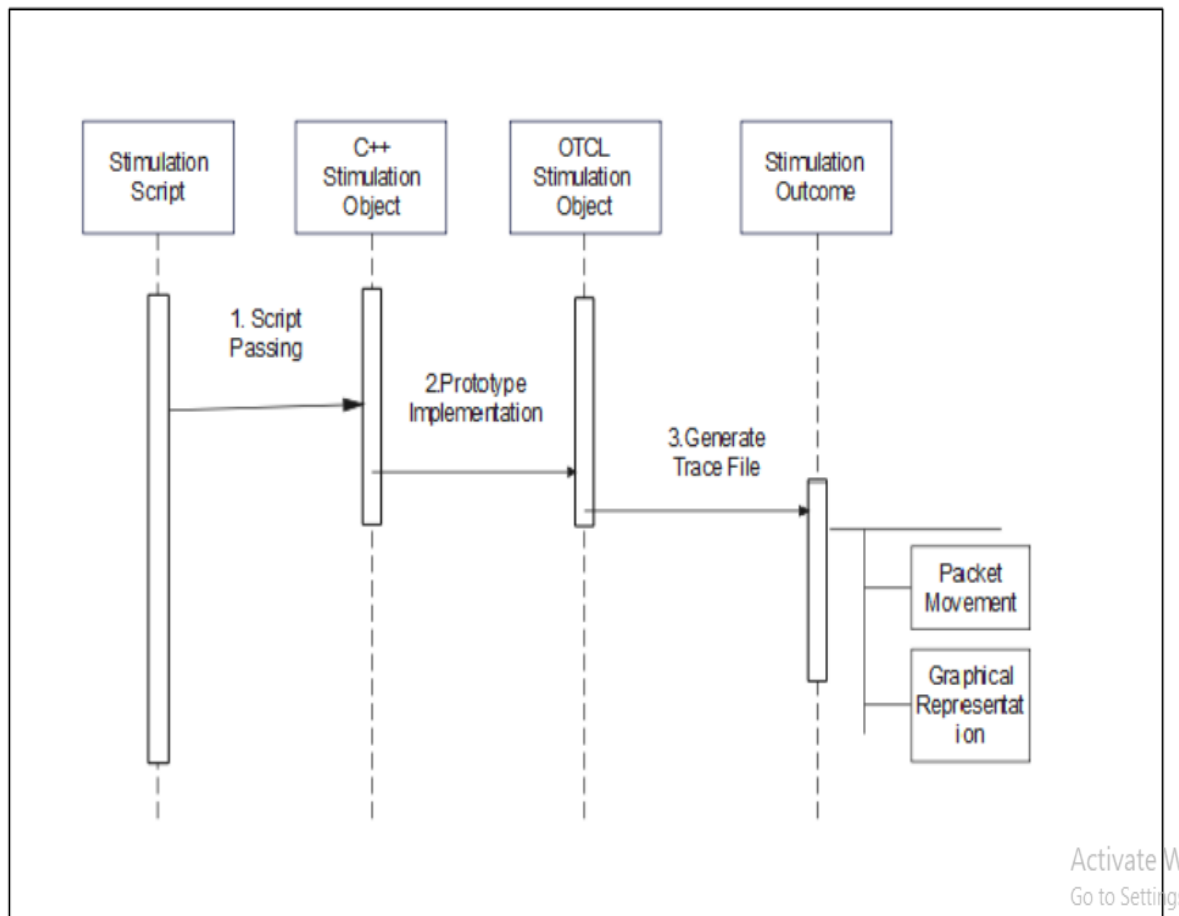 Stimulation
Script
C++
Stimulation
Object
OTCL
Stimulation
Object
Stimulation
Outcome
1. Script
Passing
2.Prototype
Implementation
3.Generate
Trace File
Packet
Movement
Graphical
Representat
ion
Activate W
Go to Settings